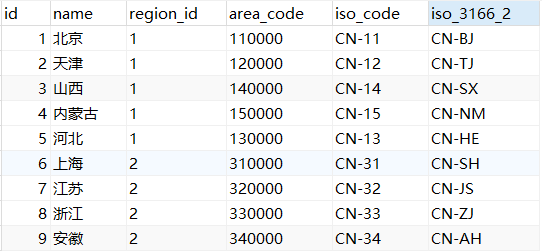 id name region_id area_code iso_code iso_3166_2
1 北京 1 110000 CN-11 CN-BJ
2 天津 1 120000 CN-12 CN-TJ
3 山西 1 140000 CN-14 CN-SX
4 内蒙古 1 150000 CN-15 CN-NM
5 河北 1 130000 CN-13 CN-HE
6 上海 2 310000 CN-31 CN-SH
7 江苏 2 320000 CN-32 CN-JS
8 浙江 2 330000 CN-33 CN-ZJ
9 安徽 2 340000 CN-34 CN-AH